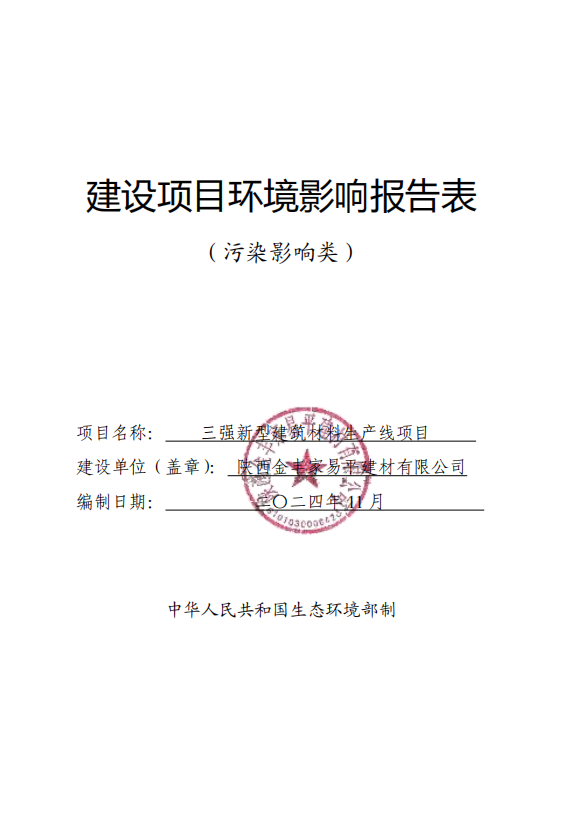 建设项目环境影响报告表
（污染影响类）
项目名称： 三强新型建筑材料生产线项目
建设单位（盖章）： 陕西金丰家易平建材有限公司
编制日期： 二〇二四年 11 月
中华人民共和国生态环境部制